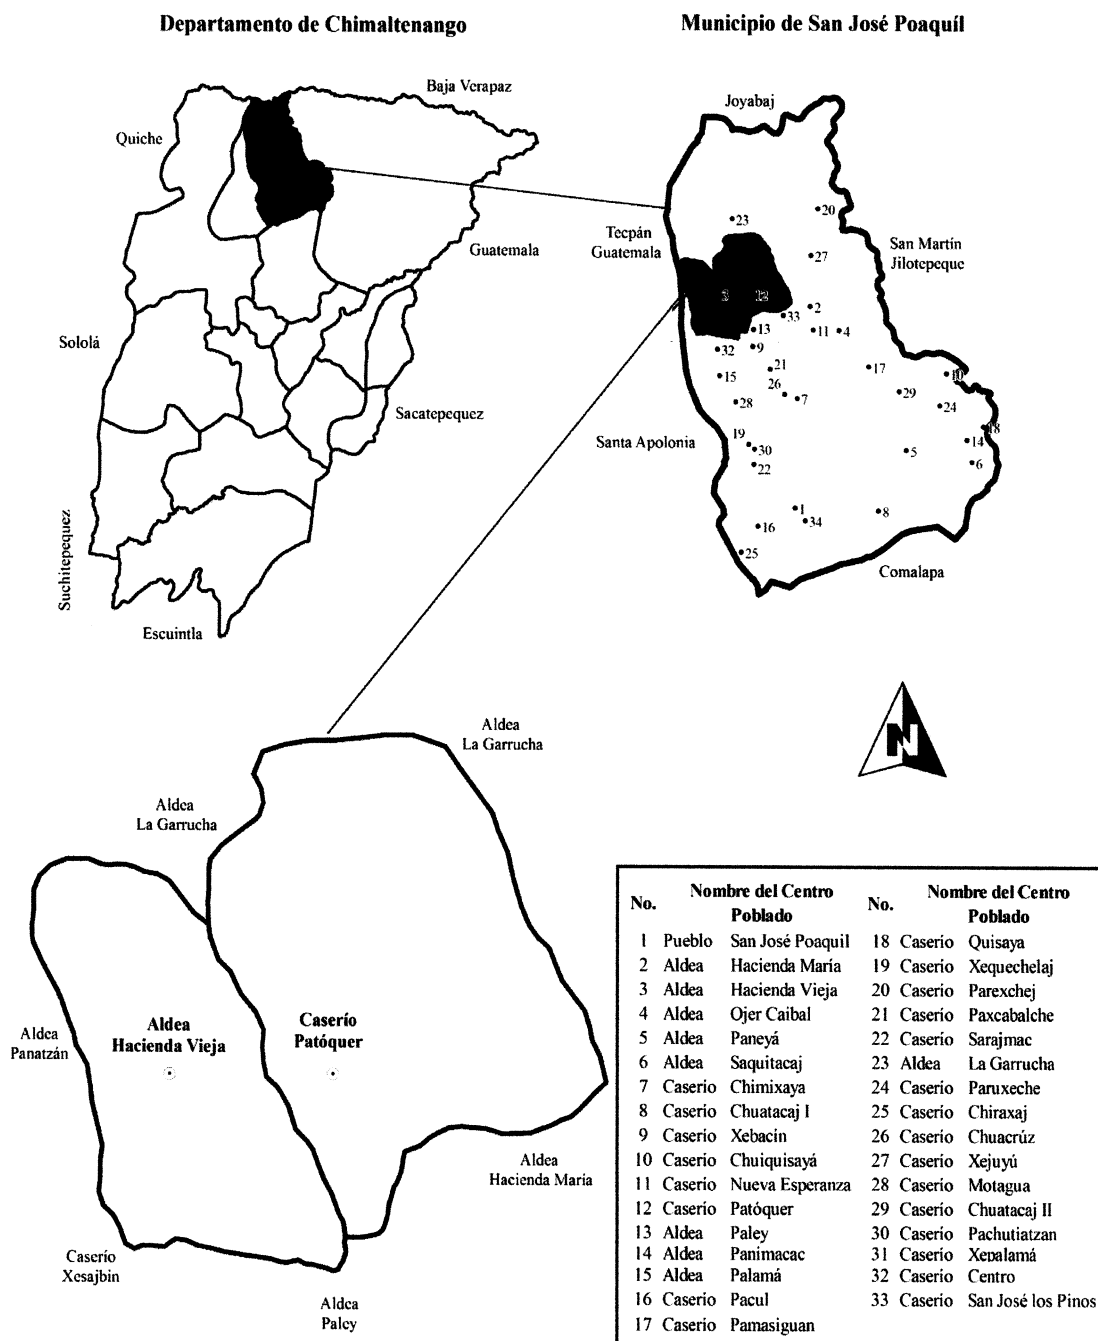 Departamento de Chimaltenango
Municipio de San José Poaquíl
Baja Verapaz
Quiche
Guatemala
Sololá
Sacatepequez
Suchitepequez
Escuintla
Joyabaj
Tecpán
Guatemala
San Martín
Jilotepeque
Santa Apolonia
Comalapa
20
23
27
3
12
2
33
13
11
4
9
32
21
17
10
15
26
7
29
24
28
18
19
30
14
5
22
6
1
34
8
16
25
N
Aldea
La Garrucha
Aldea
La Garrucha
Aldea
Panatzán
Aldea
Hacienda Vieja
Caserío
Patóquer
Aldea
Hacienda María
Caserío
Xesajbin
Aldea
Paley
No. Nombre del Centro Poblado No. Nombre del Centro Poblado
1 Pueblo San José Poaquil 18 Caserio Quisaya
2 Aldea Hacienda María 19 Caserio Xequechelaj
3 Aldea Hacienda Vieja 20 Caserio Parexchej
4 Aldea Ojer Caibal 21 Caserio Paxcabalche
5 Aldea Paneyá 22 Caserio Sarajmac
6 Aldea Saquitacaj 23 Aldea La Garrucha
7 Caserio Chimixaya 24 Caserio Paruxeche
8 Caserio Chuatacaj I 25 Caserio Chiraxaj
9 Caserio Xebacín 26 Caserio Chuacrúz
10 Caserio Chuiquisayá 27 Caserio Xejuyú
11 Caserio Nueva Esperanza 28 Caserio Motagua
12 Caserio Patóquer 29 Caserio Chuatacaj II
13 Aldea Paley 30 Caserio Pachutiatzan
14 Aldea Panimacac 31 Caserio Xepalamá
15 Aldea Palamá 32 Caserio Centro
16 Caserio Pacul 33 Caserio San José los Pinos
17 Caserio Pamasiguan